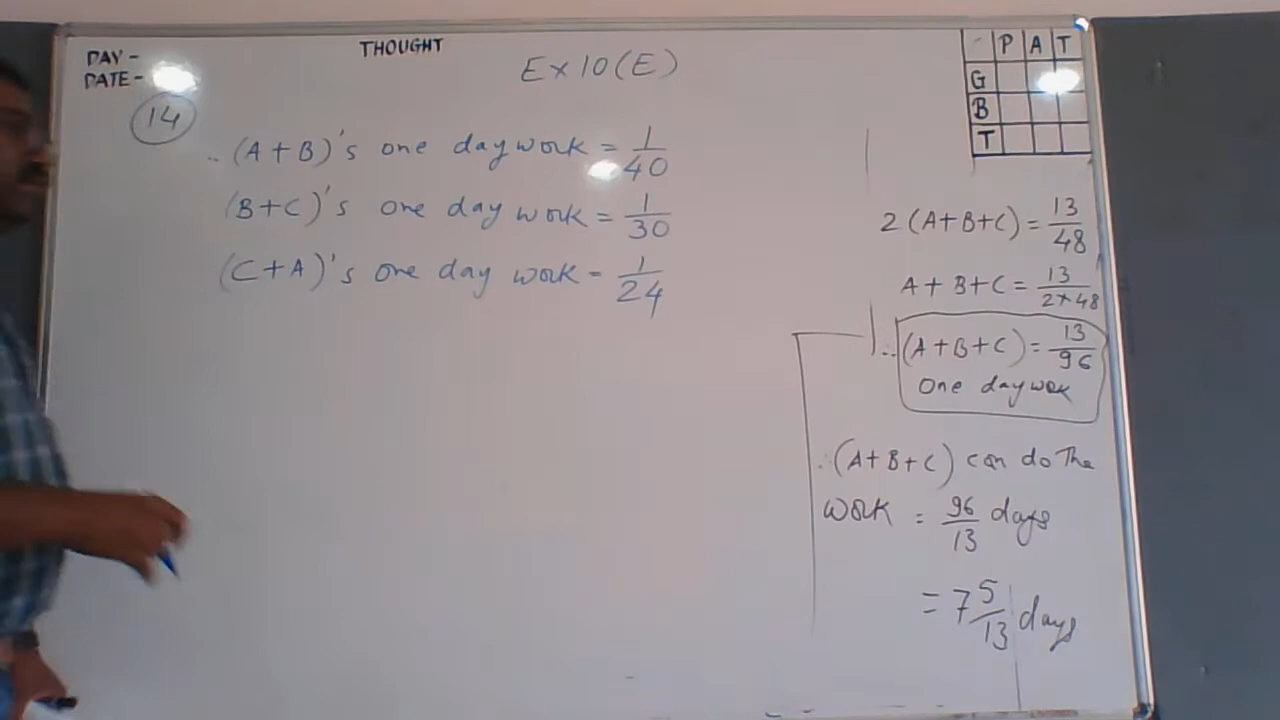 DAY -
DATE -
THOUGHT
Ex 10(E)
P A T
G
B
T
14
∴ (A+B)'s one day work = 1/40
(B+C)'s one day work = 1/30
(C+A)'s one day work = 1/24
2(A+B+C) = 13/48
A+B+C = 13/2×48
∴ (A+B+C) = 13/96
One day wok
∴ (A+B+C) can do The
work = 96/13 days
= 7 5/13 days